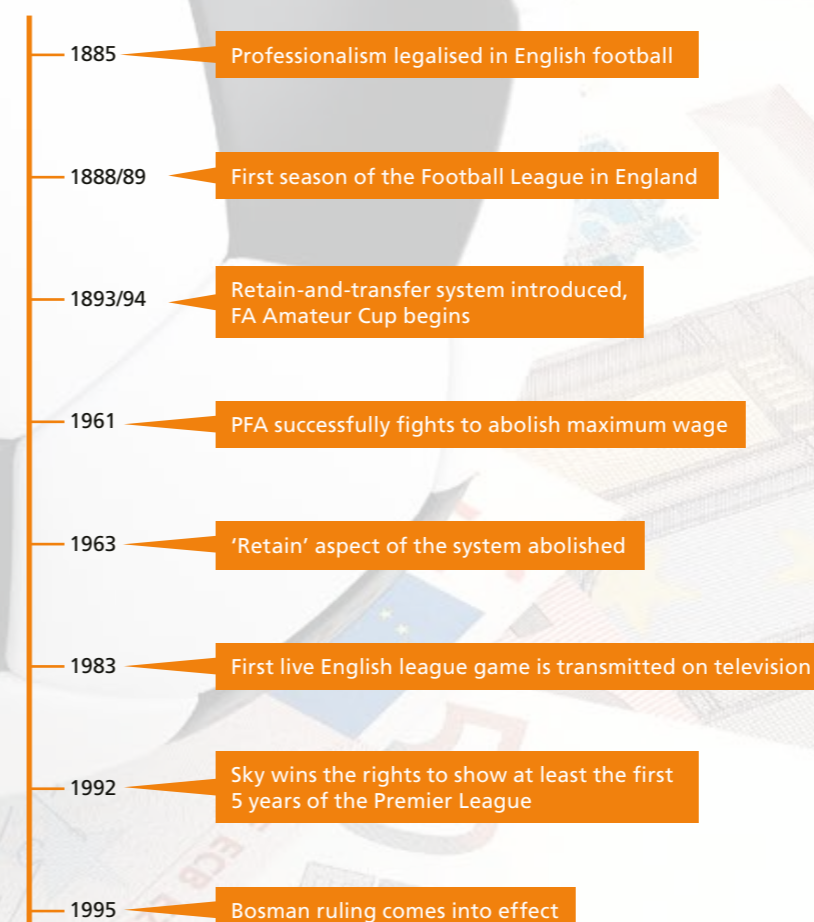 1885
Professionalism legalised in English football
1888/89
First season of the Football League in England
1893/94
Retain-and-transfer system introduced,
FA Amateur Cup begins
1961
PFA successfully fights to abolish maximum wage
1963
‘Retain’ aspect of the system abolished
1983
First live English league game is transmitted on television
1992
Sky wins the rights to show at least the first
5 years of the Premier League
1995
Bosman ruling comes into effect
ECB